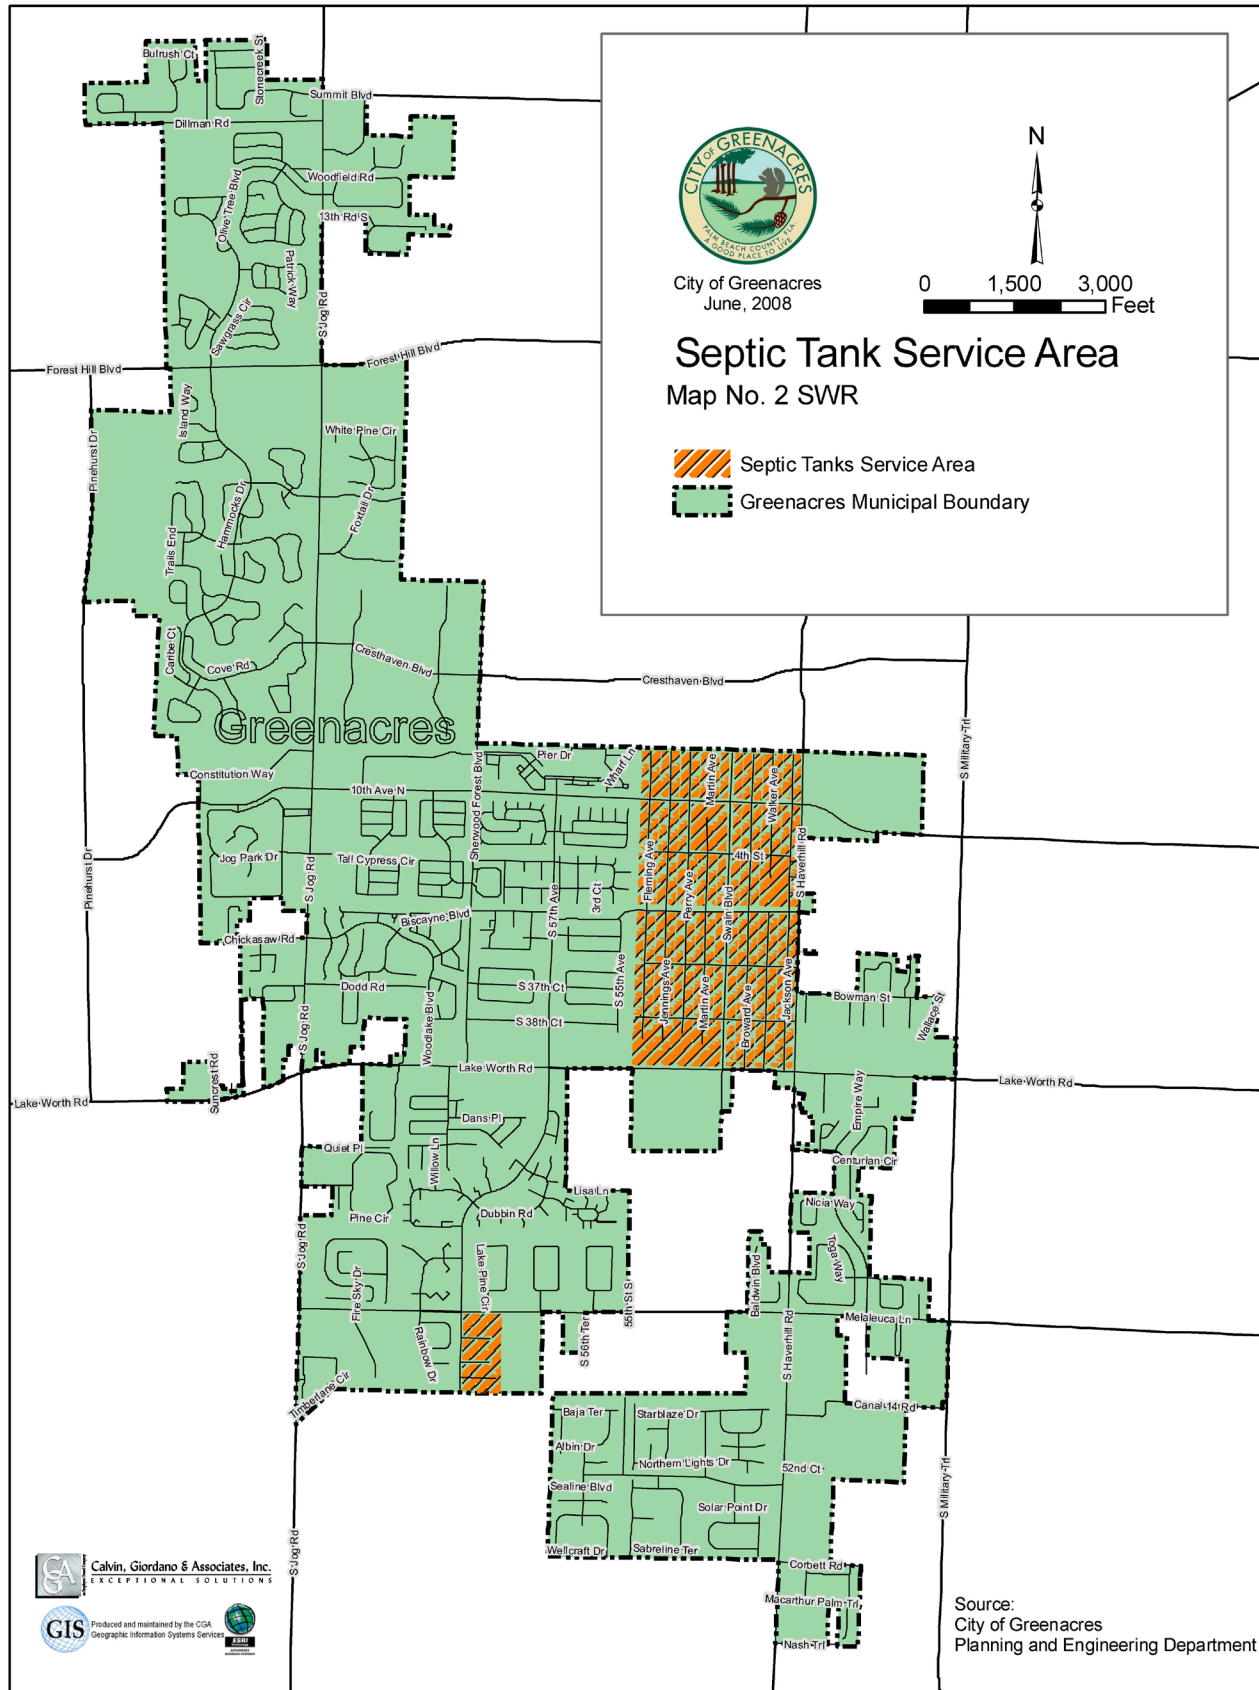 CITY OF GREENACRES
PALM BEACH COUNTY, FLA.
A GOOD PLACE TO LIVE
City of Greenacres
June, 2008
N
0 1,500 3,000
Feet
Septic Tank Service Area
Map No. 2 SWR
Septic Tanks Service Area
Greenacres Municipal Boundary
Bulrush Ct
Stonecreek St
Summit Blvd
Dillman Rd
Woodfield Rd
Olive Tree Blvd
13th Rd S
Patrick Way
S Jog Rd
Sawgrass Cir
Forest Hill Blvd
Forest Hill Blvd
Island Way
Pinehurst Dr
White Pine Cir
Hammocks Dr
Foxtail Dr
Trails End
Caribe Ct
Cove Rd
Cresthaven Blvd
Cresthaven Blvd
Greenacres
S Military Trl
Constitution Way
Pier Dr
Wharf Ln
10th Ave N
Sherwood Forest Blvd
Martin Ave
Walker Ave
Jog Park Dr
Tall Cypress Cir
4th St
S Haverhill Rd
Pinehurst Dr
S Jog Rd
Fleming Ave
Perry Ave
3rd Ct
Swain Blvd
S 57th Ave
Biscayne Blvd
Chickasaw Rd
Dodd Rd
S 37th Ct
S 55th Ave
Jennings Ave
Martin Ave
Broward Ave
Jackson Ave
Bowman St
Wallace St
S Jog Rd
Woodlake Blvd
S 38th Ct
Suncrest Rd
Lake Worth Rd
Lake Worth Rd
Lake Worth Rd
Empire Way
Dans Pl
Quiet Pl
Willow Ln
Centurian Cir
Lisa Ln
Nicia Way
Pine Cir
Dubbin Rd
S Jog Rd
Fire Sky Dr
Lake Pine Cir
Toga Way
Baldwin Blvd
55th St S
Melaleuca Ln
S 56th Ter
Rainbow Dr
S Haverhill Rd
Timberlane Cir
Canal 14 Rd
Baja Ter
Starblaze Dr
Albin Dr
Northern Lights Dr
52nd Ct
Sealine Blvd
Solar Point Dr
S Military Trl
Wellcraft Dr
Sabreline Ter
S Jog Rd
Corbett Rd
Macarthur Palm Trl
Nash Trl
CGA
Calvin, Giordano & Associates, Inc.
EXCEPTIONAL SOLUTIONS
GIS
Produced and maintained by the CGA
Geographic Information Systems Services
ESRI
Source:
City of Greenacres
Planning and Engineering Department